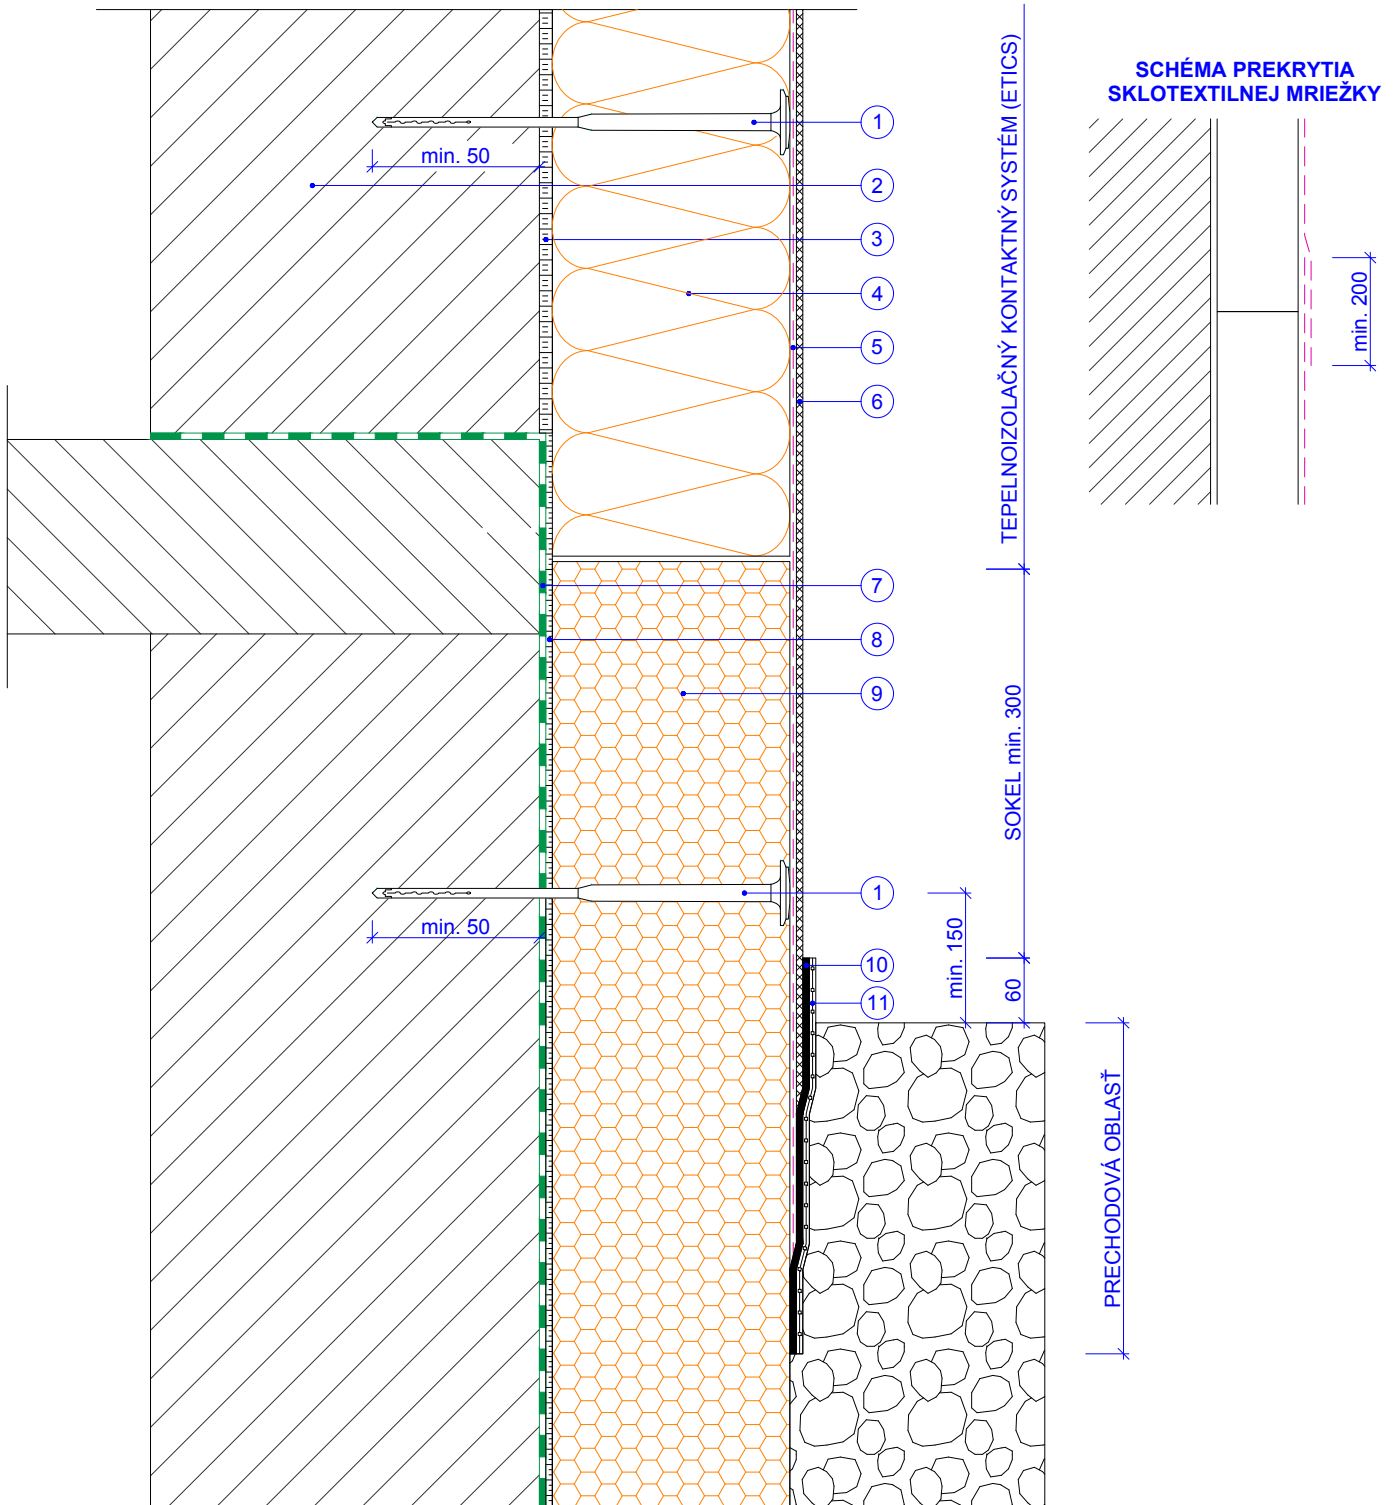 SCHÉMA PREKRYTIA
SKLOTEXTILNEJ MRIEŽKY
TEPELNOIZOLAČNÝ KONTAKTNÝ SYSTÉM (ETICS)
1
min. 50
2
3
4
5
6
min. 200
7
8
9
SOKEL min. 300
1
min. 50
min. 150
10
60
11
PRECHODOVÁ OBLASŤ